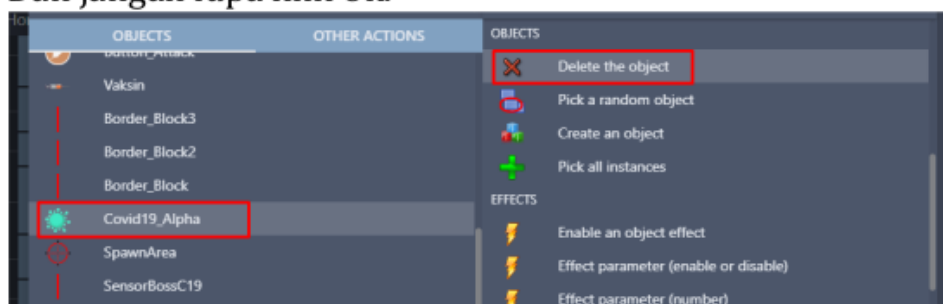 OBJECTS
OTHER ACTIONS
Button_Attack
Vaksin
Border_Block3
Border_Block2
Border_Block
Covid19_Alpha
SpawnArea
SensorBossC19
OBJECTS
Delete the object
Pick a random object
Create an object
Pick all instances
EFFECTS
Enable an object effect
Effect parameter (enable or disable)
Effect parameter (number)